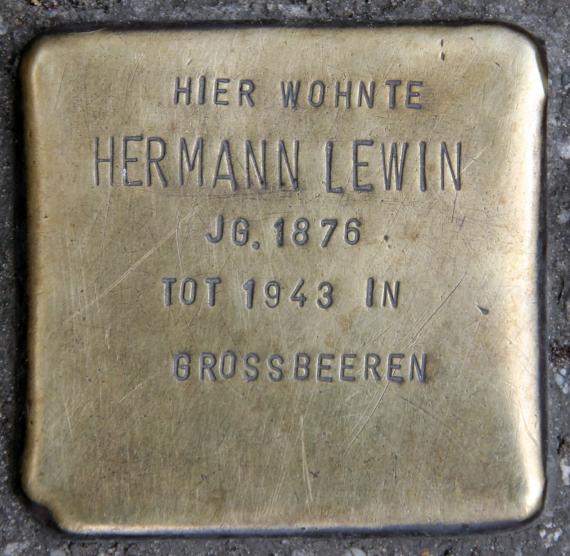 HIER WOHNTE
HERMANN LEWIN
JG. 1876
TOT 1943 IN
GROSSBEEREN